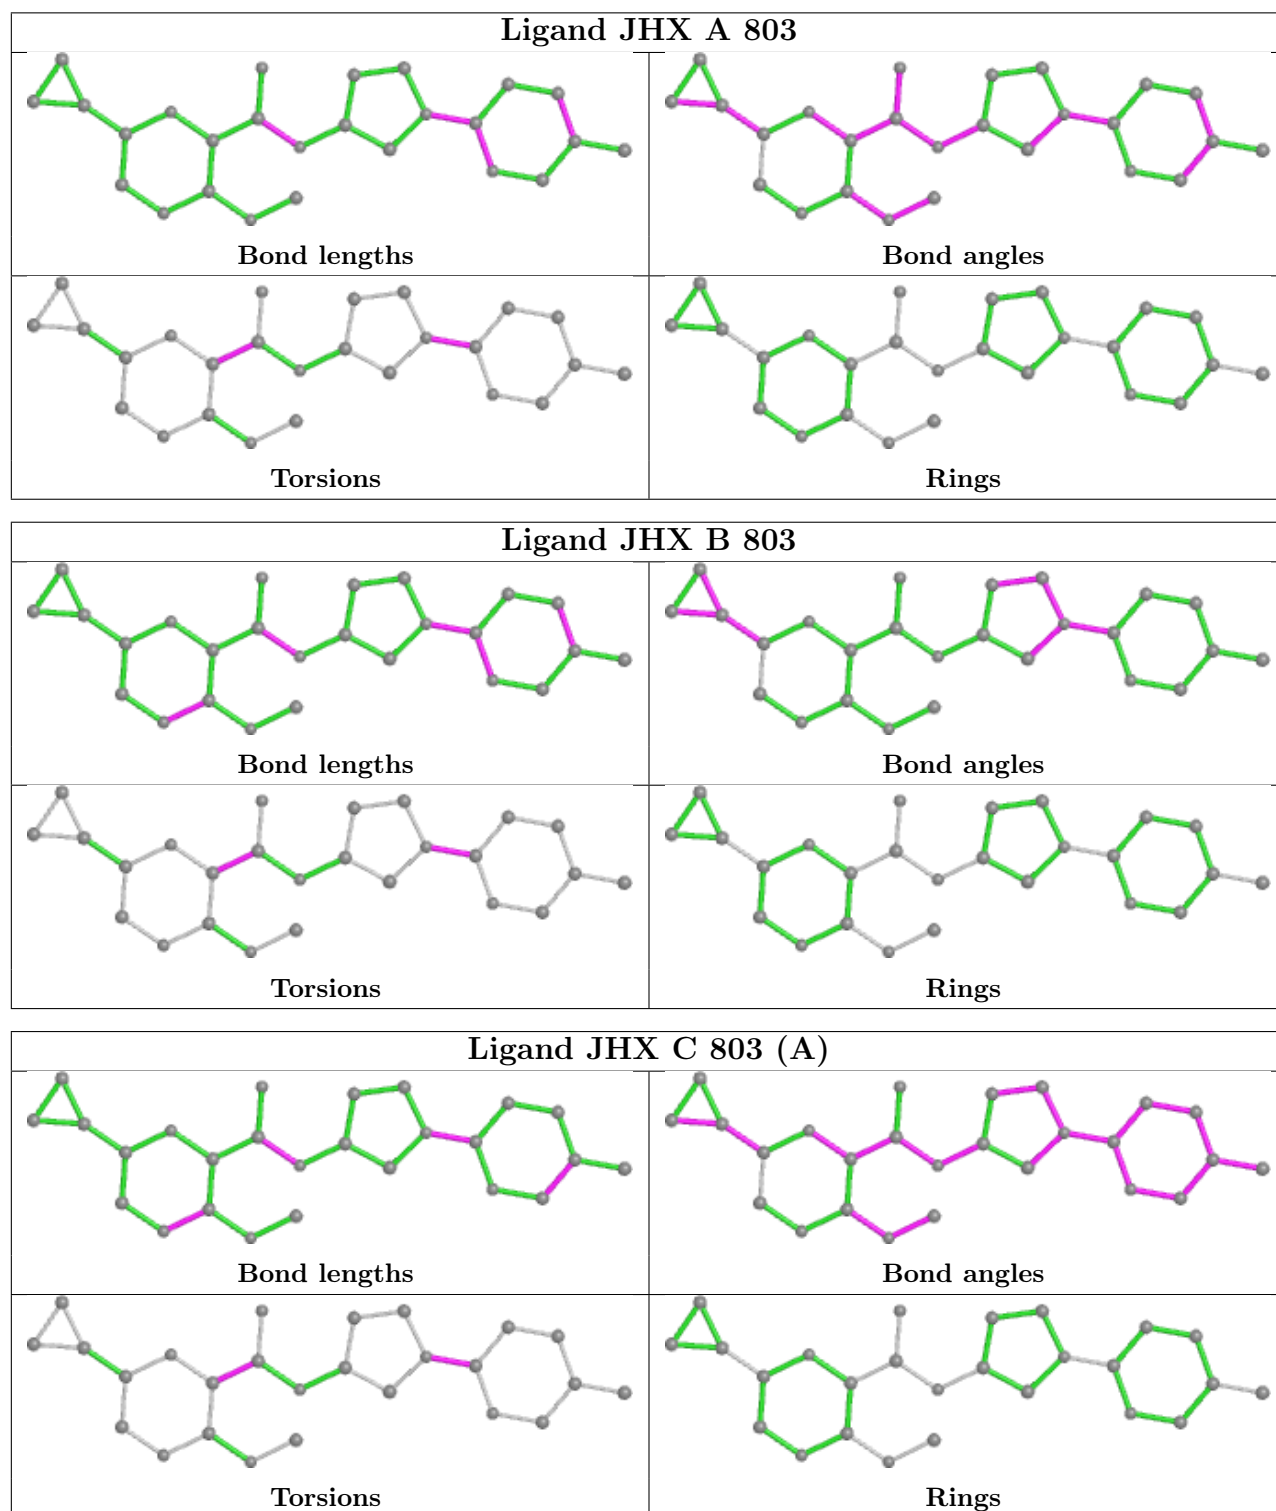 Ligand JHX A 803
Bond lengths
Bond angles
Torsions
Rings
Ligand JHX B 803
Bond lengths
Bond angles
Torsions
Rings
Ligand JHX C 803 (A)
Bond lengths
Bond angles
Torsions
Rings